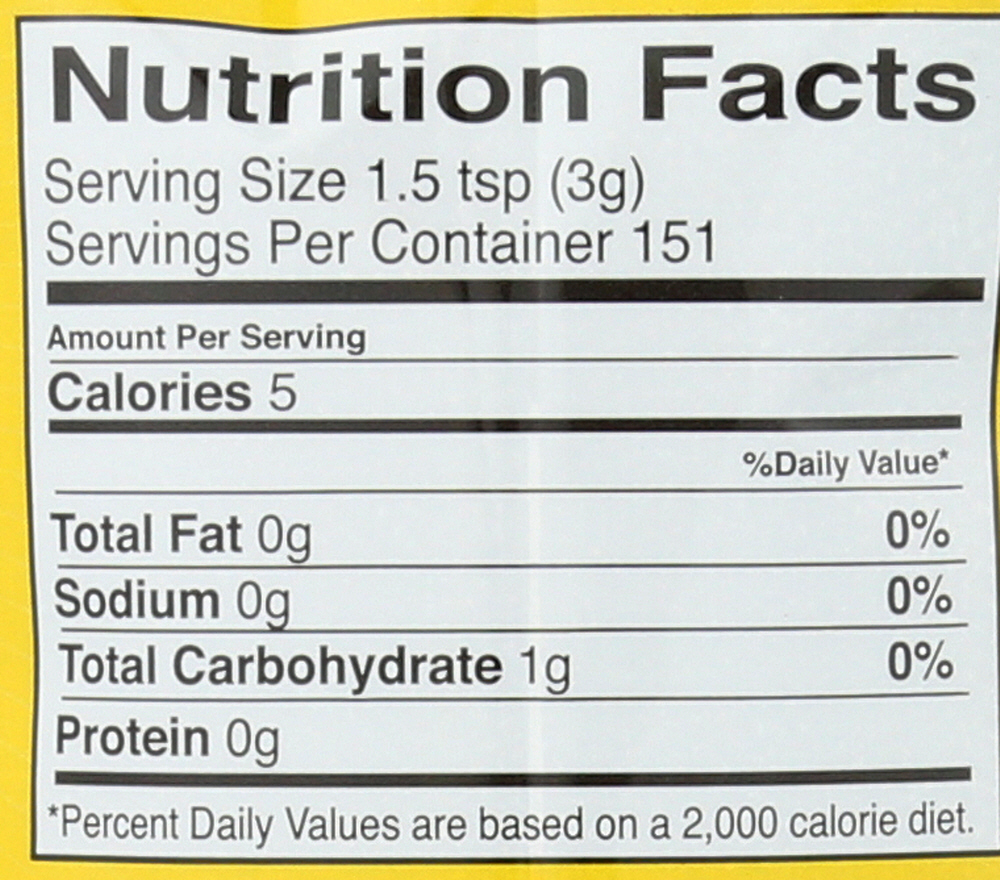 Nutrition Facts
Serving Size 1.5 tsp (3g)
Servings Per Container 151
Amount Per Serving
Calories 5
%Daily Value*
Total Fat 0g 0%
Sodium 0g 0%
Total Carbohydrate 1g 0%
Protein 0g
*Percent Daily Values are based on a 2,000 calorie diet.